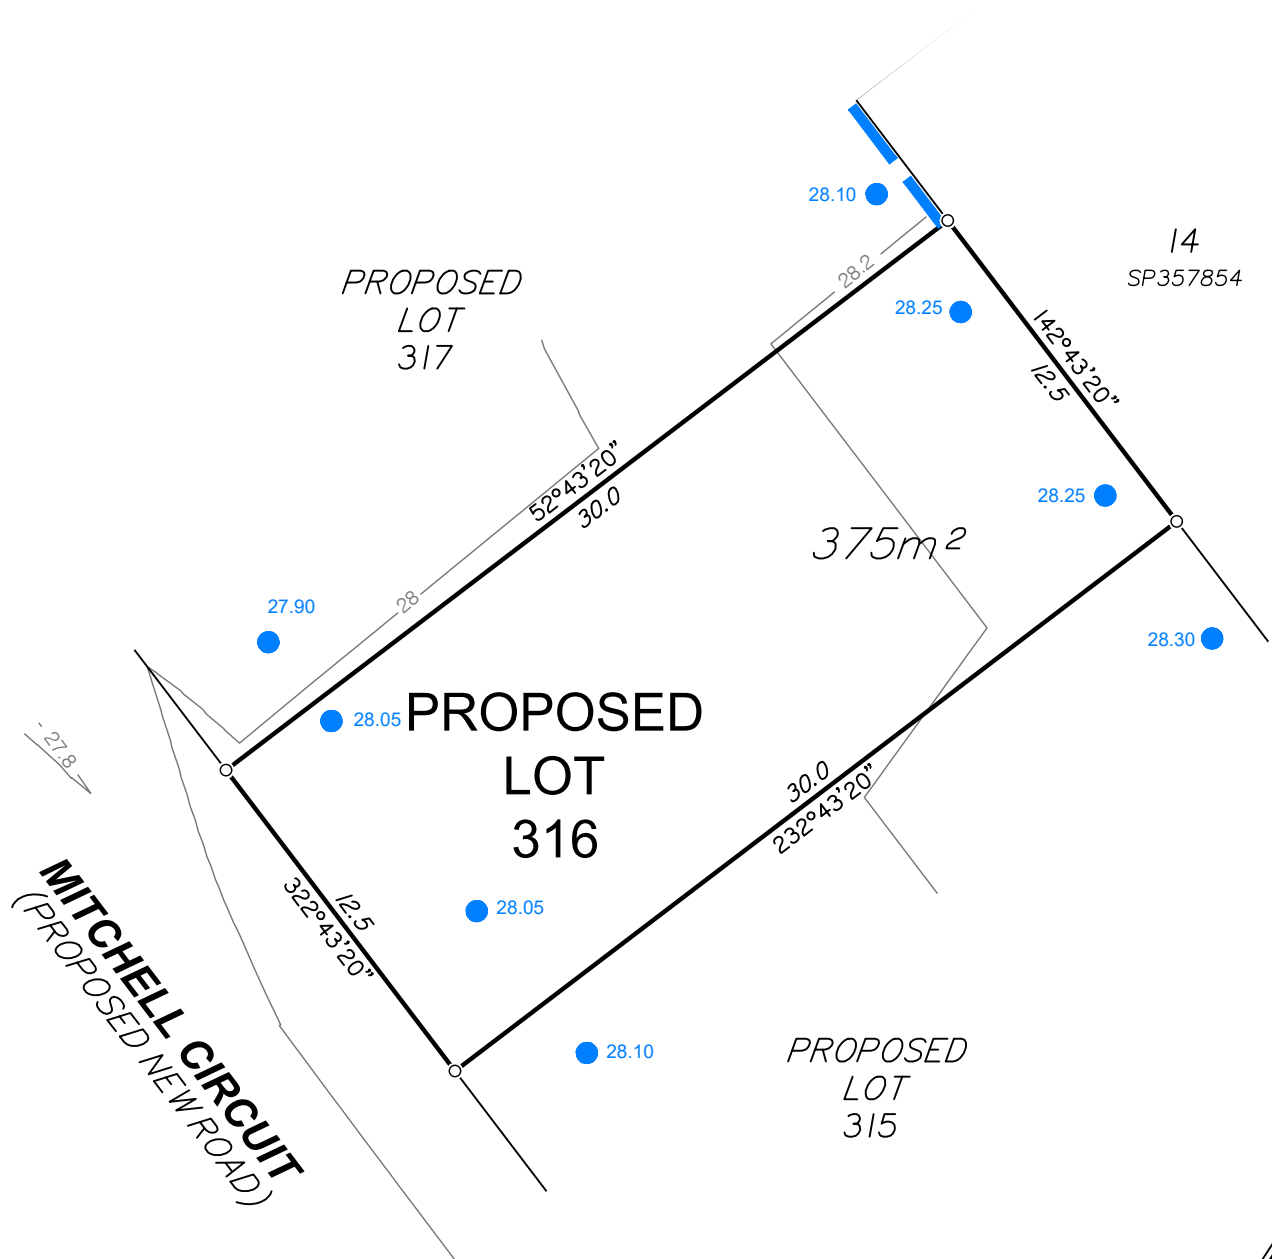 28.10
14
SP357854
28.2
PROPOSED
LOT
317
28.25
142°43'20"
12.5
52°43'20"
30.0
28.25
375m²
28
27.90
28.30
28.05
PROPOSED
LOT
316
- 27.8 -
30.0
232°43'20"
12.5
322°43'20"
28.05
MITCHELL CIRCUIT
(PROPOSED NEW ROAD)
28.10
PROPOSED
LOT
315